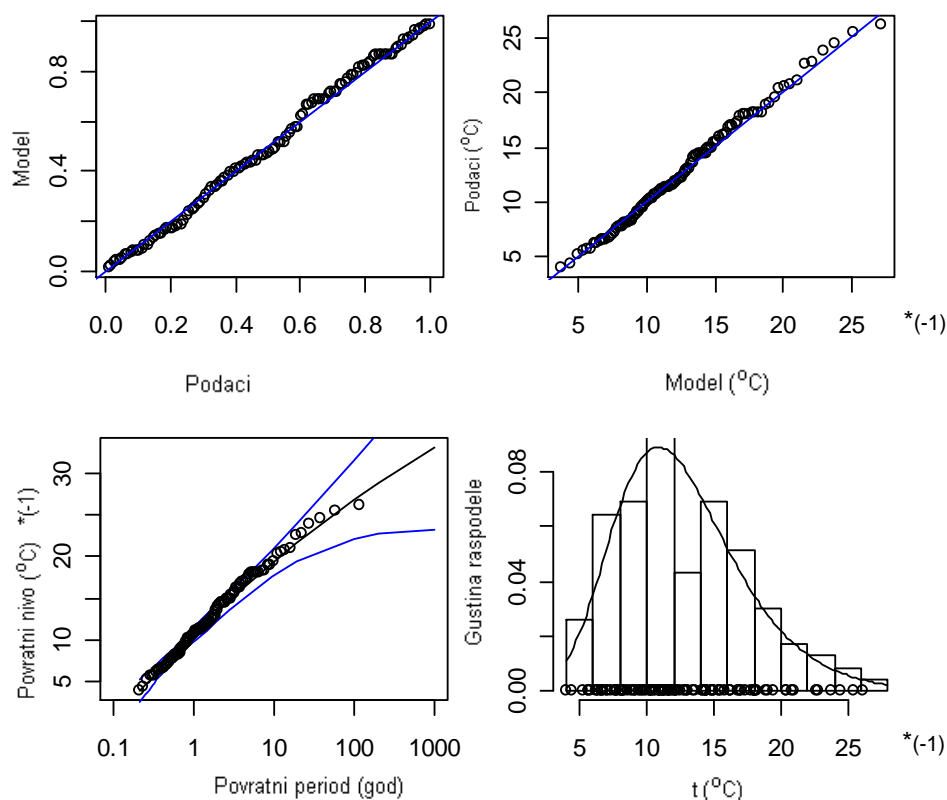 Model
0.0 0.4 0.8
0.0 0.2 0.4 0.6 0.8 1.0
Podaci
Podaci (°C)
5 10 15 20 25
5 10 15 20 25 *(-1)
Model (°C)
Povratni nivo (°C) *(-1)
5 10 20 30
0.1 1 10 100 1000
Povratni period (god)
Gustina raspodele
0.00 0.04 0.08
5 10 15 20 25 *(-1)
t (°C)